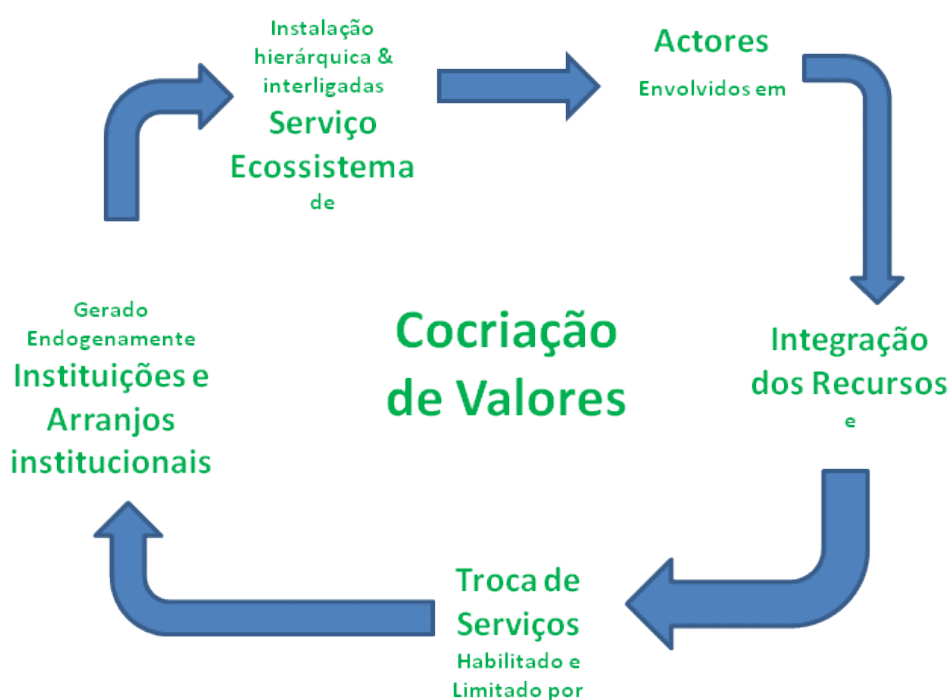 Instalação
hierárquica &
interligadas
Serviço
Ecossistema
de
Actores
Envolvidos em
Integração
dos Recursos
e
Troca de
Serviços
Habilitado e
Limitado por
Gerado
Endogenamente
Instituições e
Arranjos
institucionais
Cocriação
de Valores